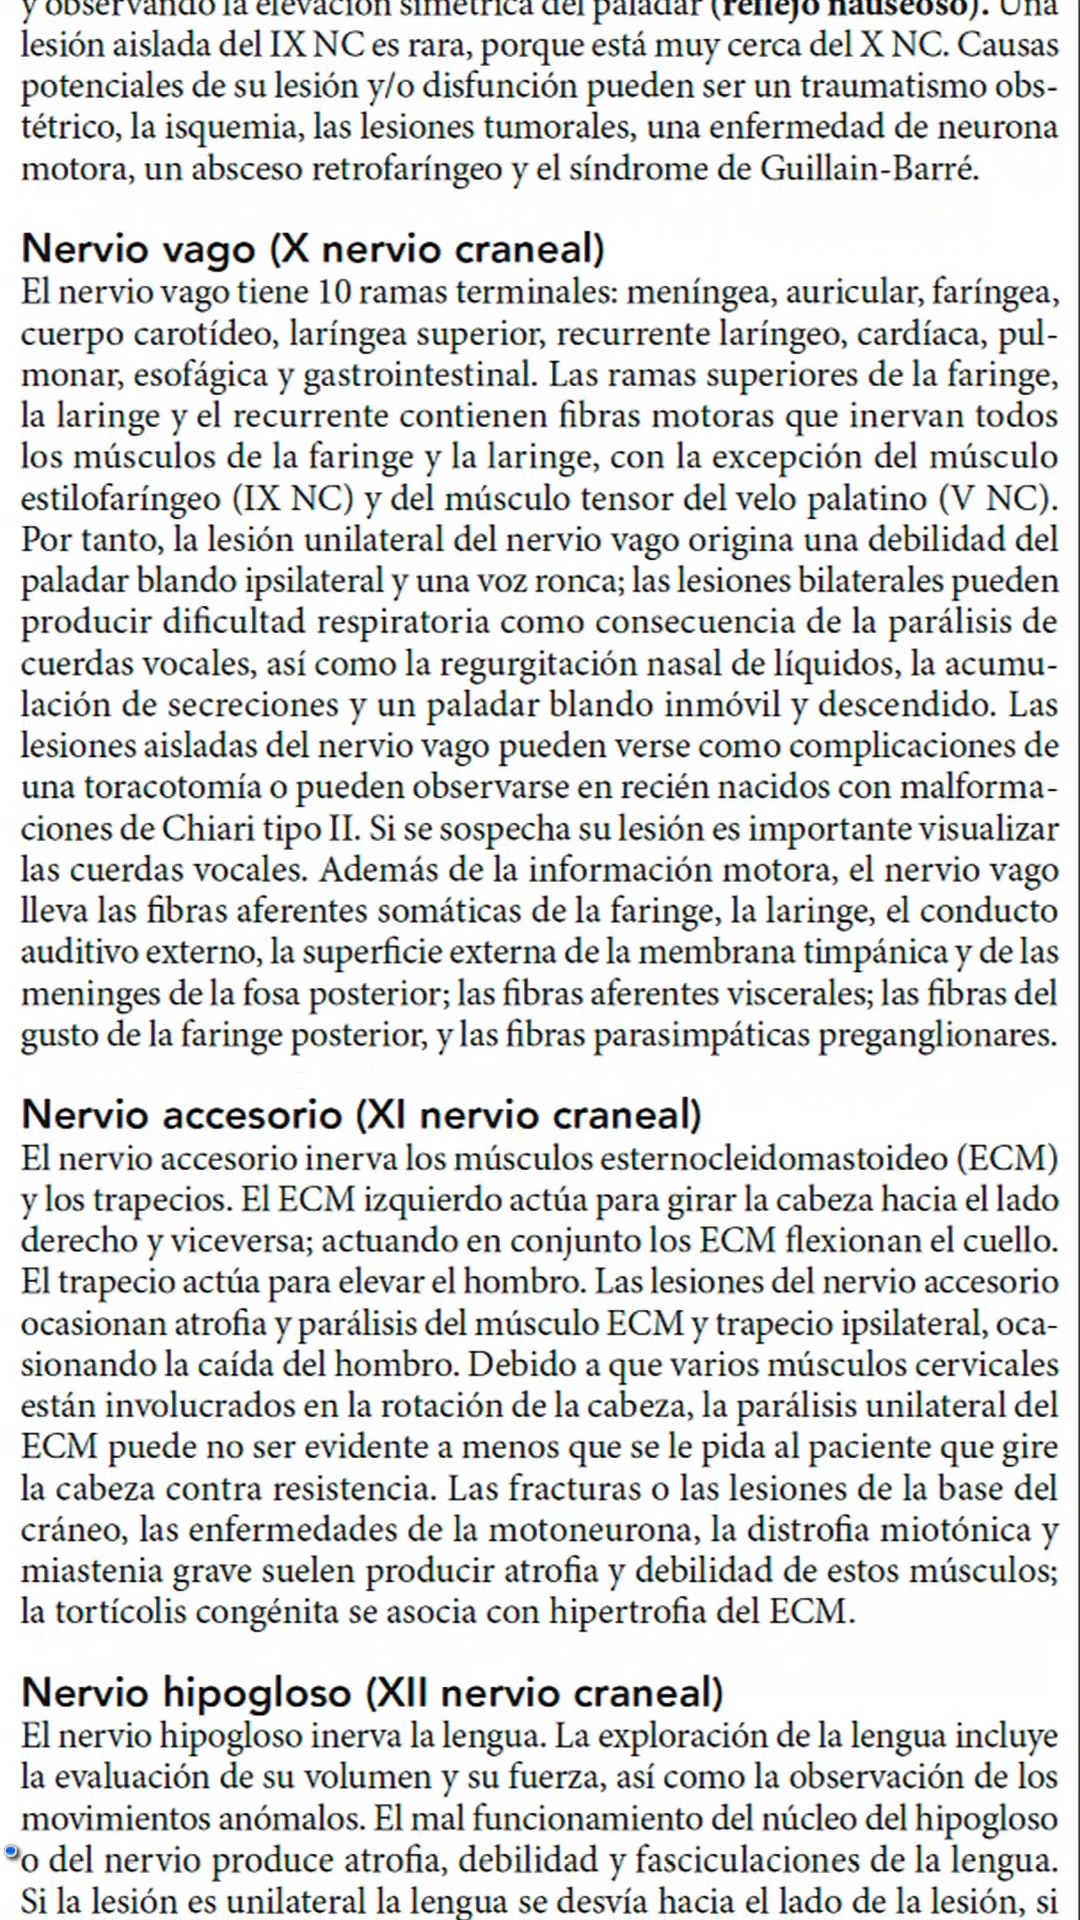 y observando la elevación simétrica del paladar (reflejo nauseoso). Una
lesión aislada del IX NC es rara, porque está muy cerca del X NC. Causas
potenciales de su lesión y/o disfunción pueden ser un traumatismo obs-
tétrico, la isquemia, las lesiones tumorales, una enfermedad de neurona
motora, un absceso retrofaríngeo y el síndrome de Guillain-Barré.
Nervio vago (X nervio craneal)
El nervio vago tiene 10 ramas terminales: meníngea, auricular, faríngea,
cuerpo carotídeo, laríngea superior, recurrente laríngeo, cardíaca, pul-
monar, esofágica y gastrointestinal. Las ramas superiores de la faringe,
la laringe y el recurrente contienen fibras motoras que inervan todos
los músculos de la faringe y la laringe, con la excepción del músculo
estilofaríngeo (IX NC) y del músculo tensor del velo palatino (V NC).
Por tanto, la lesión unilateral del nervio vago origina una debilidad del
paladar blando ipsilateral y una voz ronca; las lesiones bilaterales pueden
producir dificultad respiratoria como consecuencia de la parálisis de
cuerdas vocales, así como la regurgitación nasal de líquidos, la acumu-
lación de secreciones y un paladar blando inmóvil y descendido. Las
lesiones aisladas del nervio vago pueden verse como complicaciones de
una toracotomía o pueden observarse en recién nacidos con malforma-
ciones de Chiari tipo II. Si se sospecha su lesión es importante visualizar
las cuerdas vocales. Además de la información motora, el nervio vago
lleva las fibras aferentes somáticas de la faringe, la laringe, el conducto
auditivo externo, la superficie externa de la membrana timpánica y de las
meninges de la fosa posterior; las fibras aferentes viscerales; las fibras del
gusto de la faringe posterior, y las fibras parasimpáticas preganglionares.
Nervio accesorio (XI nervio craneal)
El nervio accesorio inerva los músculos esternocleidomastoideo (ECM)
y los trapecios. El ECM izquierdo actúa para girar la cabeza hacia el lado
derecho y viceversa; actuando en conjunto los ECM flexionan el cuello.
El trapecio actúa para elevar el hombro. Las lesiones del nervio accesorio
ocasionan atrofia y parálisis del músculo ECM y trapecio ipsilateral, oca-
sionando la caída del hombro. Debido a que varios músculos cervicales
están involucrados en la rotación de la cabeza, la parálisis unilateral del
ECM puede no ser evidente a menos que se le pida al paciente que gire
la cabeza contra resistencia. Las fracturas o las lesiones de la base del
cráneo, las enfermedades de la motoneurona, la distrofia miotónica y
miastenia grave suelen producir atrofia y debilidad de estos músculos;
la tortícolis congénita se asocia con hipertrofia del ECM.
Nervio hipogloso (XII nervio craneal)
El nervio hipogloso inerva la lengua. La exploración de la lengua incluye
la evaluación de su volumen y su fuerza, así como la observación de los
movimientos anómalos. El mal funcionamiento del núcleo del hipogloso
o del nervio produce atrofia, debilidad y fasciculaciones de la lengua.
Si la lesión es unilateral la lengua se desvía hacia el lado de la lesión, si